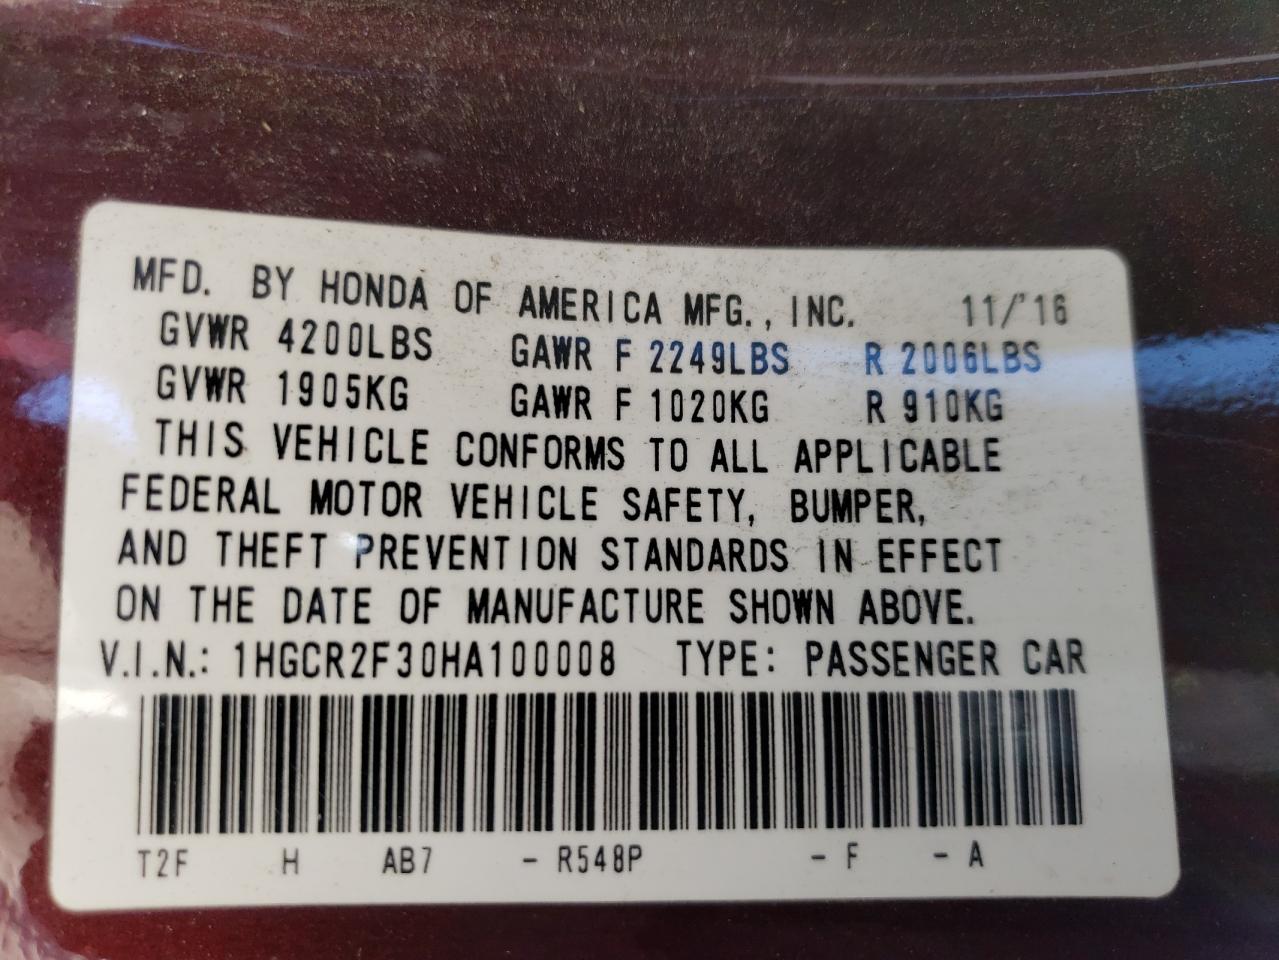 MFD. BY HONDA OF AMERICA MFG., INC. 11/'16
GVWR 4200LBS GAWR F 2249LBS R 2006LBS
GVWR 1905KG GAWR F 1020KG R 910KG
THIS VEHICLE CONFORMS TO ALL APPLICABLE
FEDERAL MOTOR VEHICLE SAFETY, BUMPER,
AND THEFT PREVENTION STANDARDS IN EFFECT
ON THE DATE OF MANUFACTURE SHOWN ABOVE.
V.I.N.: 1HGCR2F30HA100008 TYPE: PASSENGER CAR
T2F H AB7 - R548P - F - A